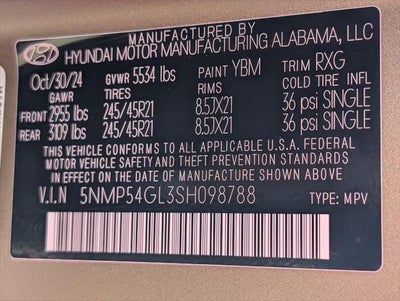 MANUFACTURED BY
HYUNDAI MOTOR MANUFACTURING ALABAMA, LLC
Oct/30/24 GVWR 5534 lbs PAINT YBM TRIM RXG
GAWR TIRES RIMS COLD TIRE PRES.
FRONT 2955 lbs 245/45R21 8.5JX21 36 psi SINGLE
REAR 3109 lbs 245/45R21 8.5JX21 36 psi SINGLE
THIS VEHICLE CONFORMS TO ALL APPLICABLE U.S.A. FEDERAL
MOTOR VEHICLE SAFETY AND THEFT PREVENTION STANDARDS IN
EFFECT ON THE DATE OF MANUFACTURE SHOWN ABOVE.
V.I.N 5NMP54GL3SH098788 TYPE: MPV